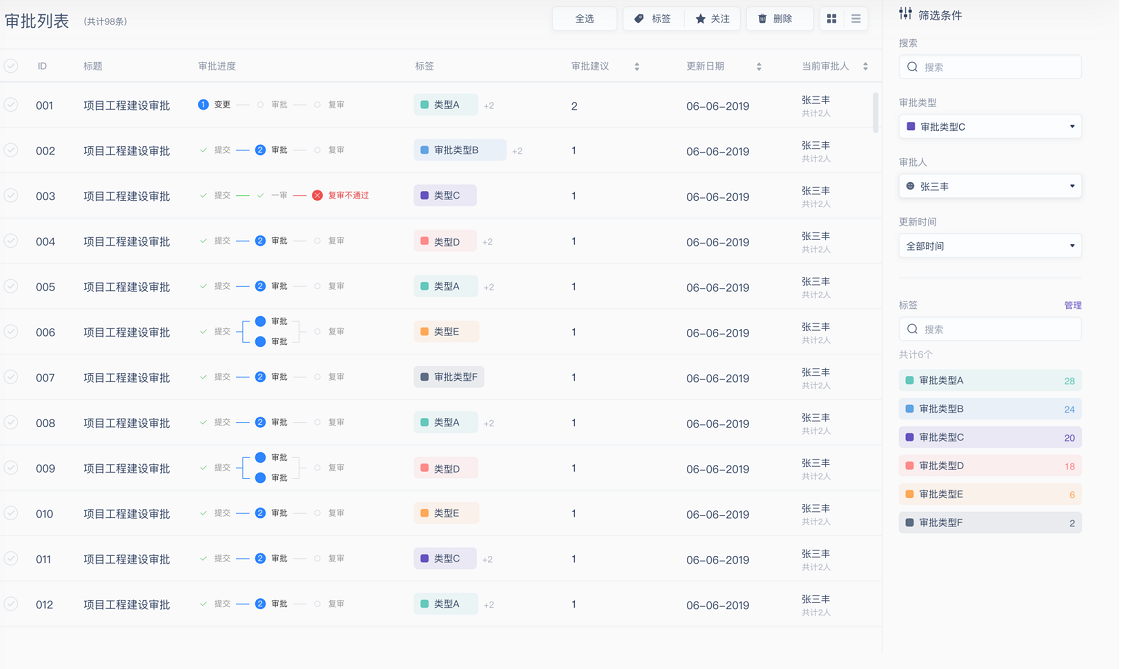 审批列表 (共计98条)
全选 标签 关注 删除
ID 标题 审批进度 标签 审批建议 更新日期 当前审批人
001 项目工程建设审批 1 变更 审批 复审 类型A +2 2 06-06-2019 张三丰
共计2人
002 项目工程建设审批 提交 2 审批 复审 审批类型B +2 1 06-06-2019 张三丰
共计2人
003 项目工程建设审批 提交 一审 复审不通过 类型C 1 06-06-2019 张三丰
共计2人
004 项目工程建设审批 提交 2 审批 复审 类型D +2 1 06-06-2019 张三丰
共计2人
005 项目工程建设审批 提交 2 审批 复审 类型A +2 1 06-06-2019 张三丰
共计2人
审批
006 项目工程建设审批 提交 复审 类型E 1 06-06-2019 张三丰
审批
共计2人
007 项目工程建设审批 提交 2 审批 复审 审批类型F 1 06-06-2019 张三丰
共计2人
008 项目工程建设审批 提交 2 审批 复审 类型A +2 1 06-06-2019 张三丰
共计2人
审批
009 项目工程建设审批 提交 复审 类型D 1 06-06-2019 张三丰
审批
共计2人
010 项目工程建设审批 提交 2 审批 复审 类型E 1 06-06-2019 张三丰
共计2人
011 项目工程建设审批 提交 2 审批 复审 类型C +2 1 06-06-2019 张三丰
共计2人
012 项目工程建设审批 提交 2 审批 复审 类型A +2 1 06-06-2019 张三丰
共计2人
筛选条件
搜索
搜索
审批类型
审批类型C
审批人
张三丰
更新时间
全部时间
标签 管理
搜索
共计6个
审批类型A 28
审批类型B 24
审批类型C 20
审批类型D 18
审批类型E 6
审批类型F 2